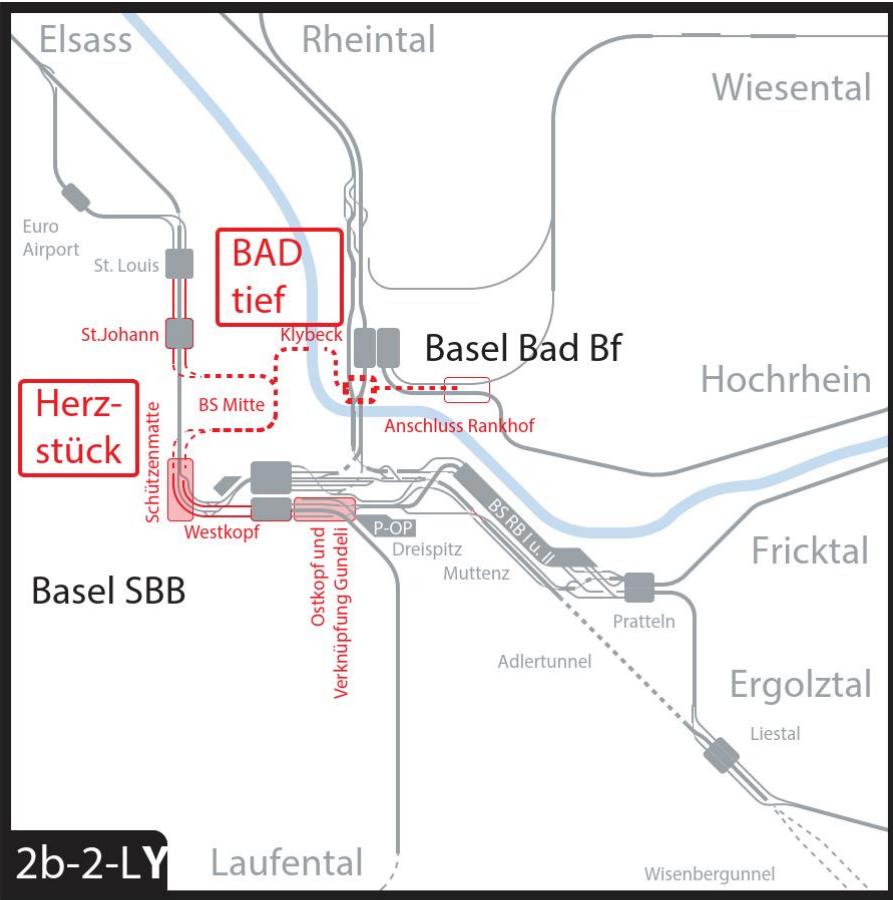 Elsass
Rheintal
Wiesental
Euro
Airport
St. Louis
BAD
tief
St.Johann
Klybeck
Basel Bad Bf
Hochrhein
Herz-
stück
BS Mitte
Anschluss Rankhof
Schützenmatte
Westkopf
P-OP
BS RB I u. II
Dreispitz
Muttenz
Fricktal
Ostkopf und
Verknüpfung Gundeli
Basel SBB
Pratteln
Adlertunnel
Ergolztal
Liestal
2b-2-LY
Laufental
Wisenbergunnel